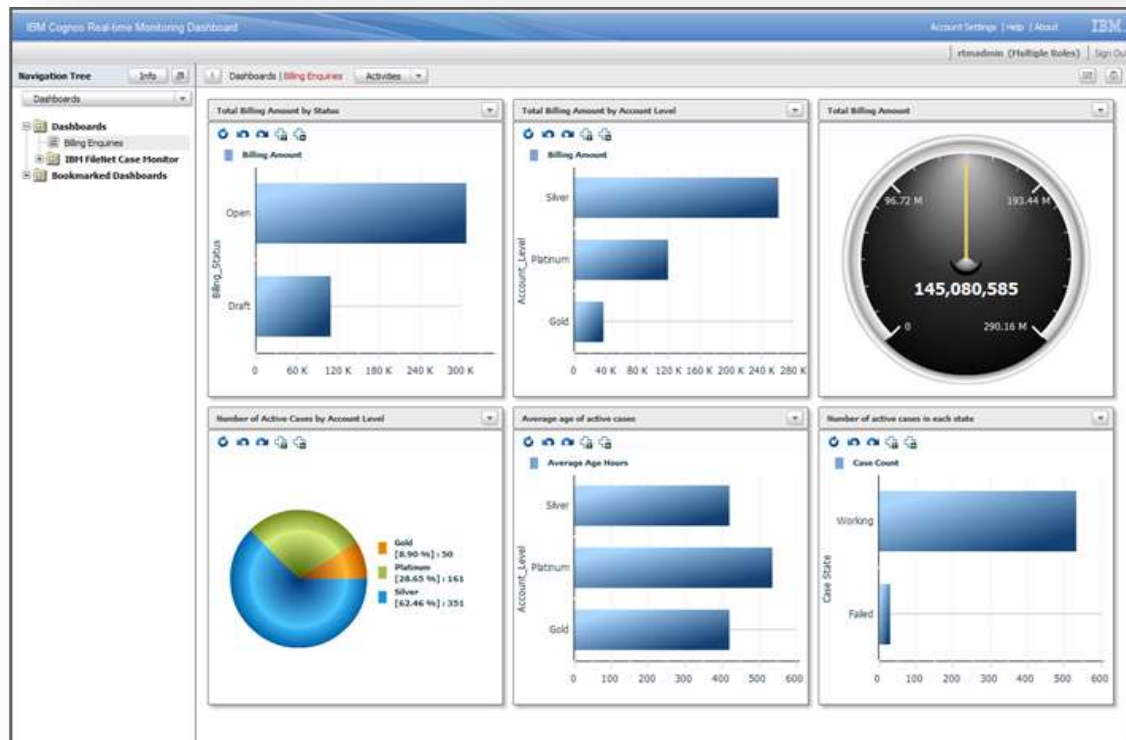 IBM Cognos Real-time Monitoring Dashboard
Account Settings | Help | About
IBM.
rtmadmin (Multiple Roles) | Sign Out
Navigation Tree
Info
Dashboards | Billing Enquiries
Activities
Dashboards
Dashboards
Billing Enquiries
IBM FileNet Case Monitor
Bookmarked Dashboards
Total Billing Amount by Status
Billing Amount
Billing_Status
Open
Draft
0 60 K 120 K 180 K 240 K 300 K
Total Billing Amount by Account Level
Billing Amount
Account_Level
Silver
Platinum
Gold
0 40 K 80 K 120 K 160 K 200 K 240 K 280 K
Total Billing Amount
96.72 M
193.44 M
145,080,585
0
290.16 M
Number of Active Cases by Account Level
Gold
[8.90 %] : 50
Platinum
[28.65 %] : 161
Silver
[62.46 %] : 351
Average age of active cases
Average Age Hours
Account_Level
Silver
Platinum
Gold
0 100 200 300 400 500 600
Number of active cases in each state
Case Count
Case State
Working
Failed
0 100 200 300 400 500 600